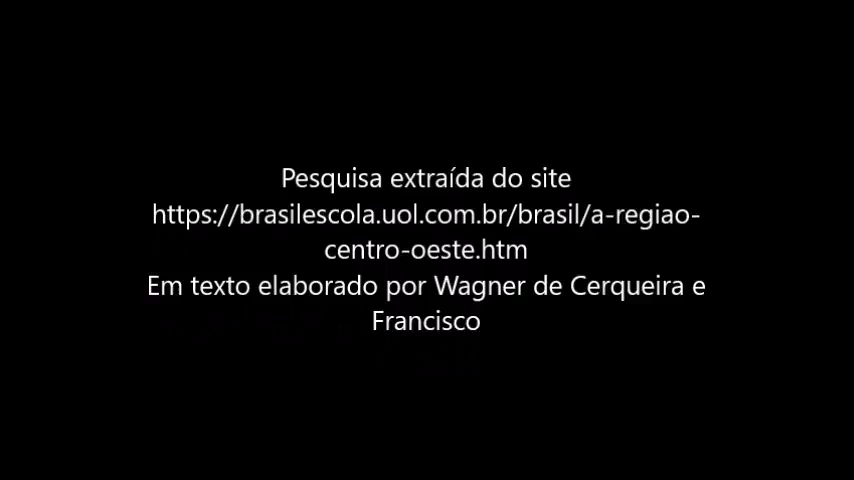 Pesquisa extraída do site
https://brasilescola.uol.com.br/brasil/a-regiao-
centro-oeste.htm
Em texto elaborado por Wagner de Cerqueira e
Francisco